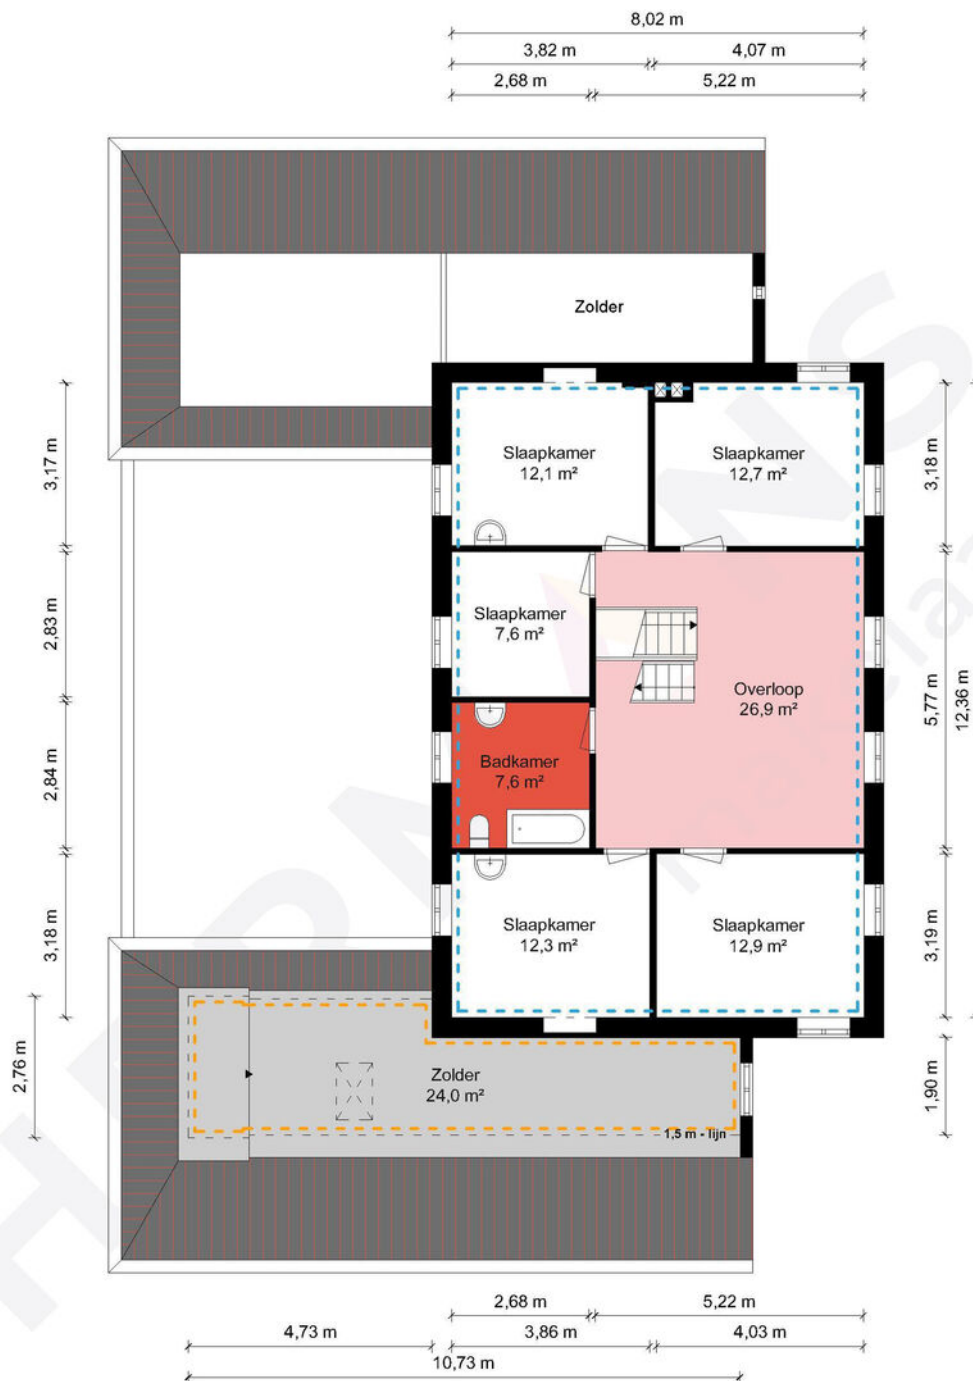 8,02 m
3,82 m
4,07 m
2,68 m
5,22 m
Zolder
3,17 m
3,18 m
Slaapkamer
12,1 m²
Slaapkamer
12,7 m²
2,83 m
Slaapkamer
7,6 m²
Overloop
26,9 m²
5,77 m
12,36 m
2,84 m
Badkamer
7,6 m²
3,18 m
Slaapkamer
12,3 m²
Slaapkamer
12,9 m²
3,19 m
2,76 m
Zolder
24,0 m²
1,90 m
1,5 m - lijn
2,68 m
5,22 m
4,73 m
3,86 m
4,03 m
10,73 m